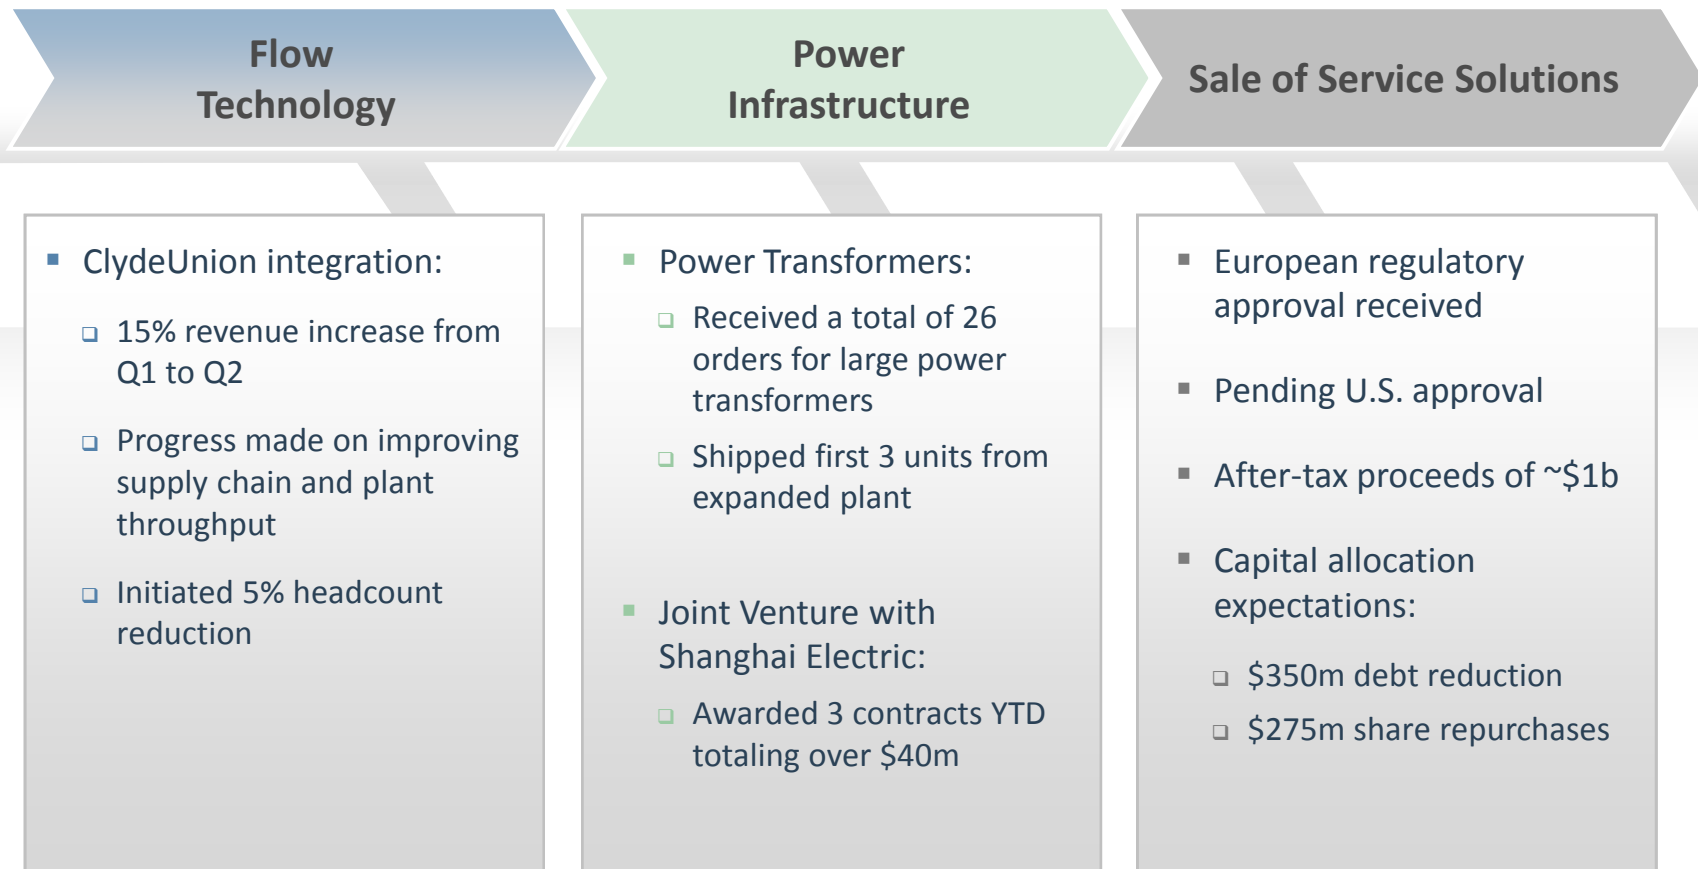 Flow
Technology
Power
Infrastructure
Sale of Service Solutions
ClydeUnion integration:
15% revenue increase from
Q1 to Q2
Progress made on improving
supply chain and plant
throughput
Initiated 5% headcount
reduction
Power Transformers:
Received a total of 26
orders for large power
transformers
Shipped first 3 units from
expanded plant
Joint Venture with
Shanghai Electric:
Awarded 3 contracts YTD
totaling over $40m
European regulatory
approval received
Pending U.S. approval
After-tax proceeds of ~$1b
Capital allocation
expectations:
$350m debt reduction
$275m share repurchases